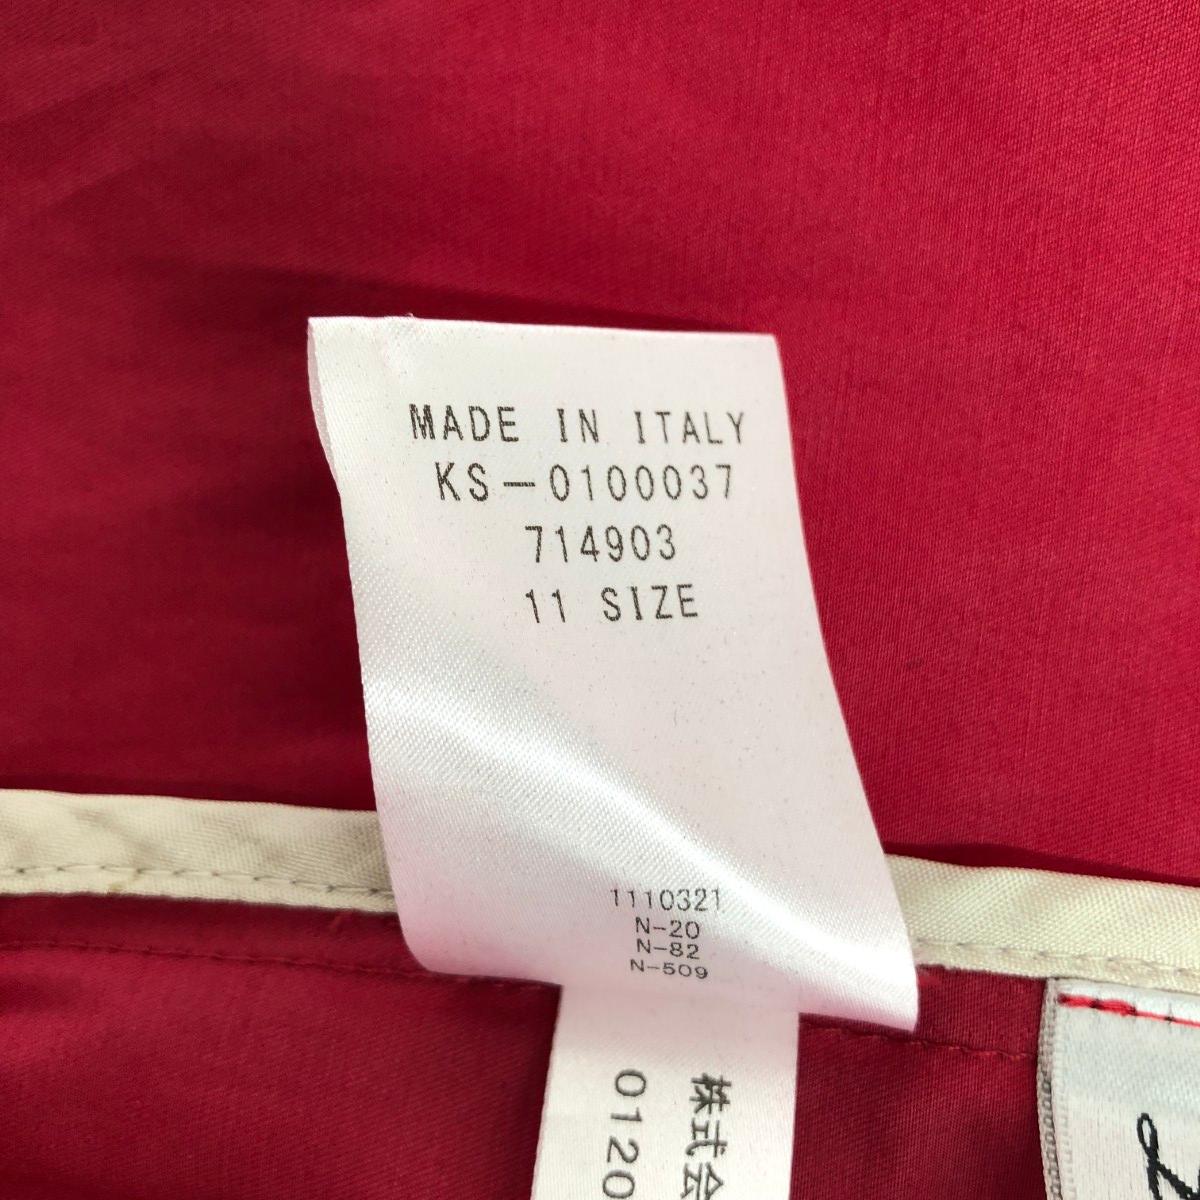 MADE IN ITALY
KS-0100037
714903
11 SIZE
1110321
N-20
N-82
N-509
株式会
0120